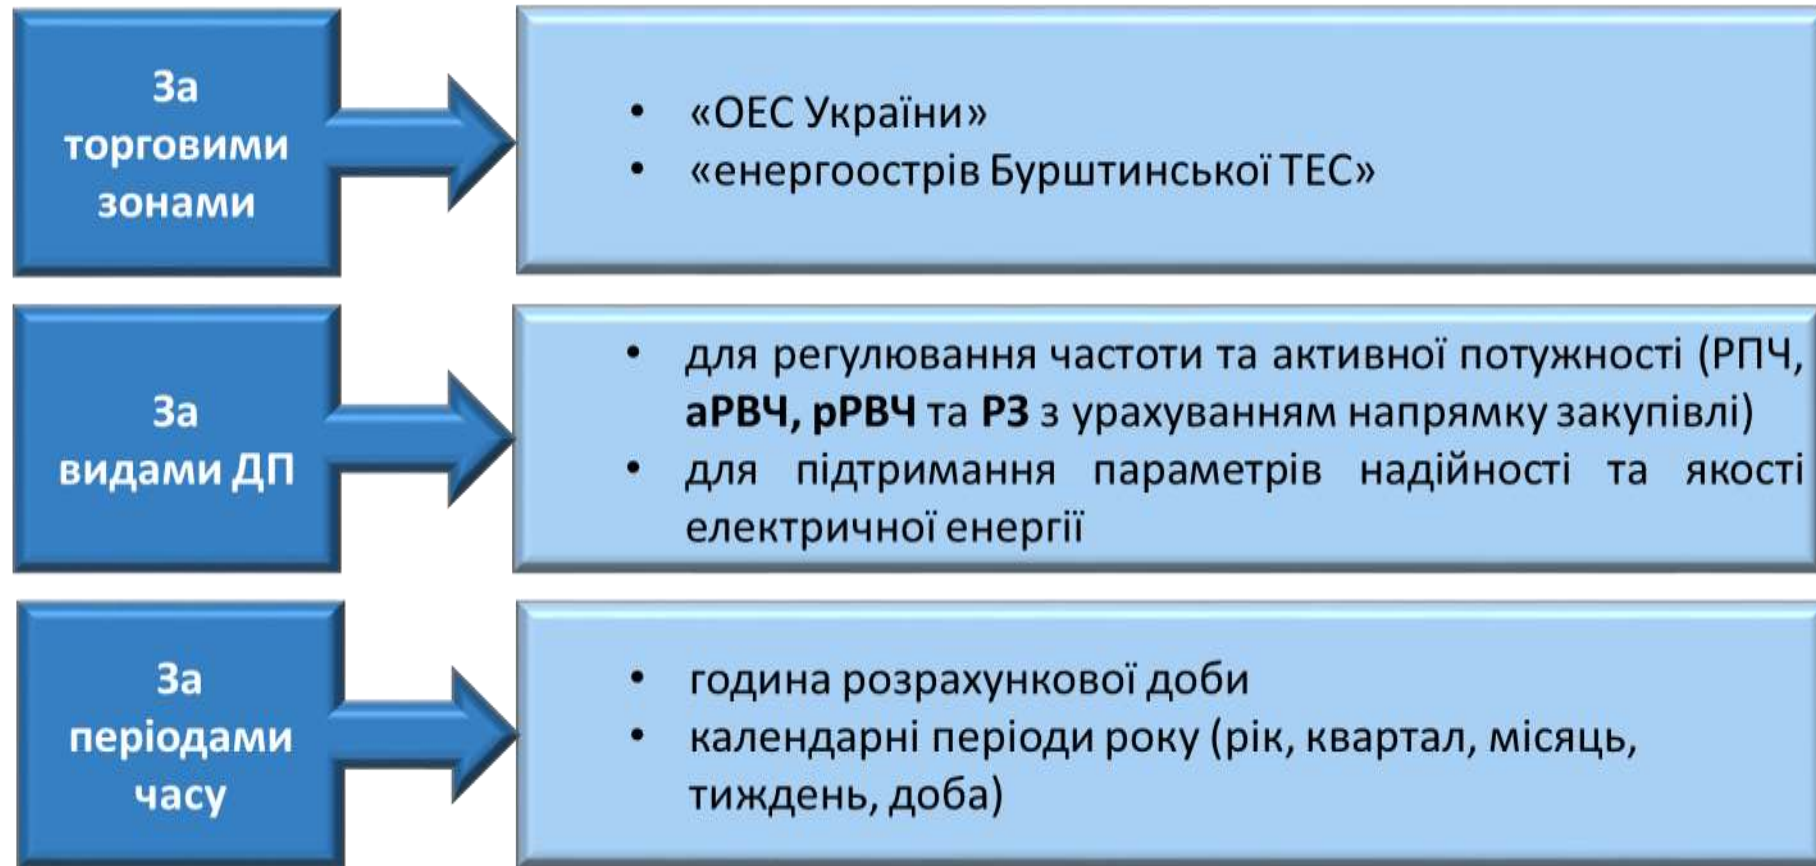 За
торговими
зонами
• «ОЕС України»
• «енергоострів Бурштинської ТЕС»
За
видами ДП
• для регулювання частоти та активної потужності (РПЧ,
аРВЧ, рРВЧ та РЗ з урахуванням напрямку закупівлі)
• для підтримання параметрів надійності та якості
електричної енергії
За
періодами
часу
• година розрахункової доби
• календарні періоди року (рік, квартал, місяць,
тиждень, доба)